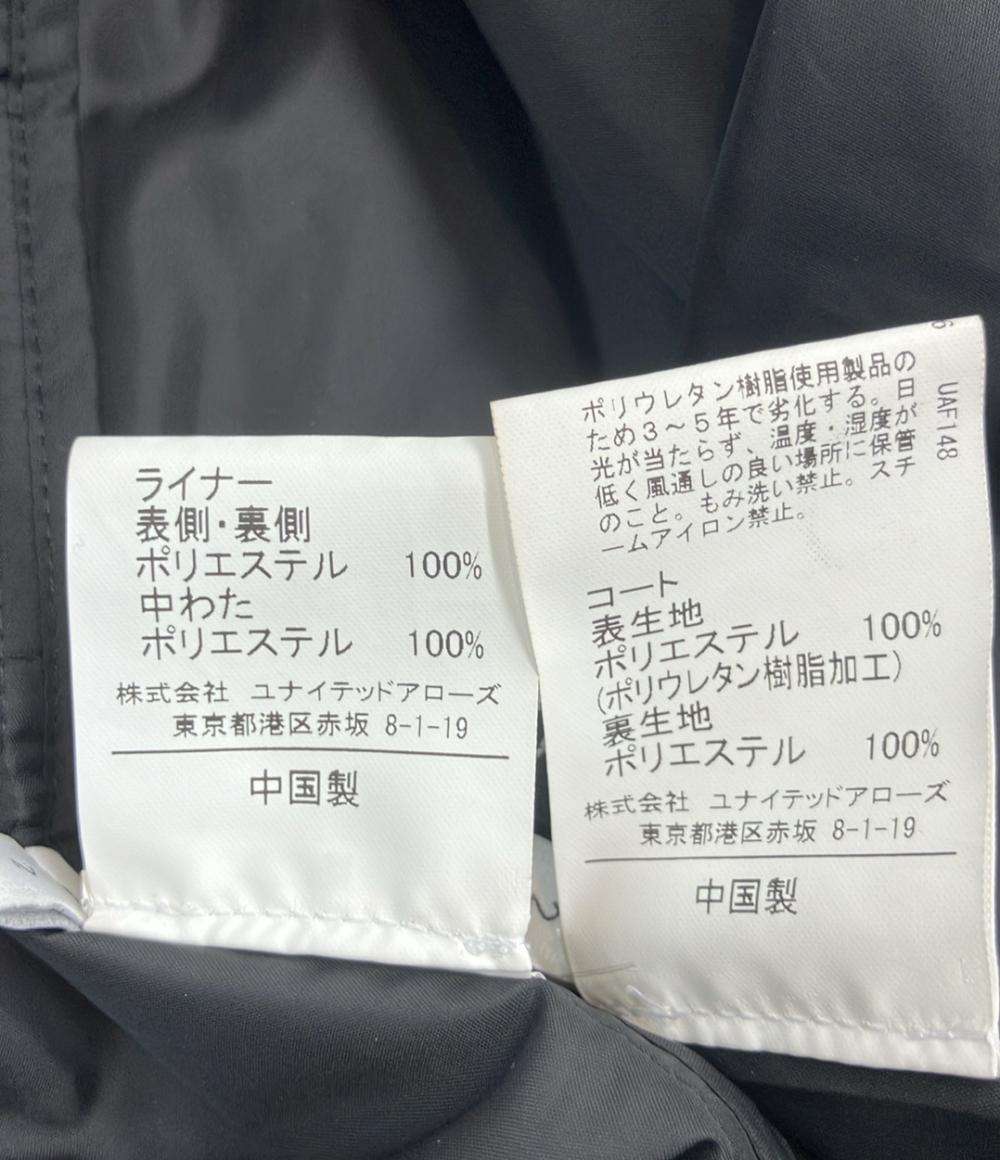 ライナー
表側・裏側
ポリエステル 100%
中わた
ポリエステル 100%
株式会社 ユナイテッドアローズ
東京都港区赤坂 8-1-19
中国製
ポリウレタン樹脂使用製品の
ため3～5年で劣化する。日
光が当たらず、温度・湿度が
低く風通しの良い場所に保管
のこと。もみ洗い禁止。スチ
ームアイロン禁止。
コート
表生地
ポリエステル 100%
(ポリウレタン樹脂加工)
裏生地
ポリエステル 100%
株式会社 ユナイテッドアローズ
東京都港区赤坂 8-1-19
中国製
UAF148